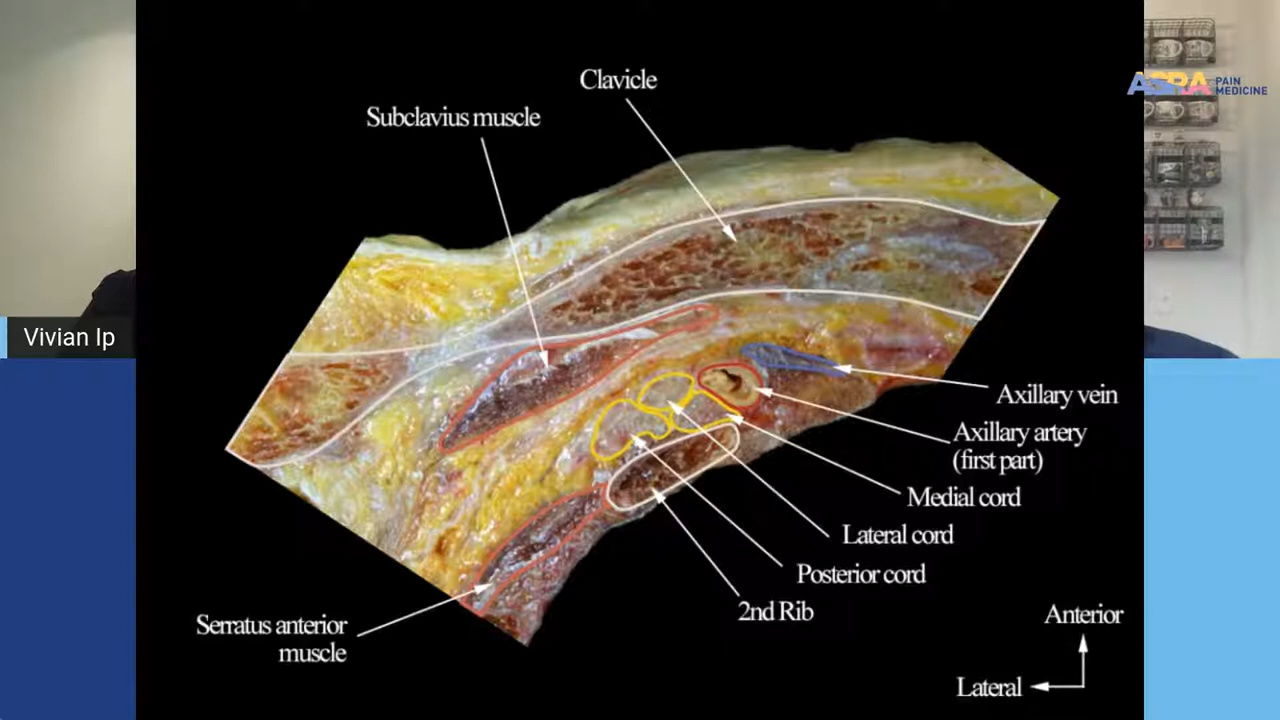 Clavicle
Subclavius muscle
ASRA PAIN
MEDICINE
Vivian Ip
Axillary vein
Axillary artery
(first part)
Medial cord
Lateral cord
Posterior cord
2nd Rib
Serratus anterior
muscle
Anterior
Lateral